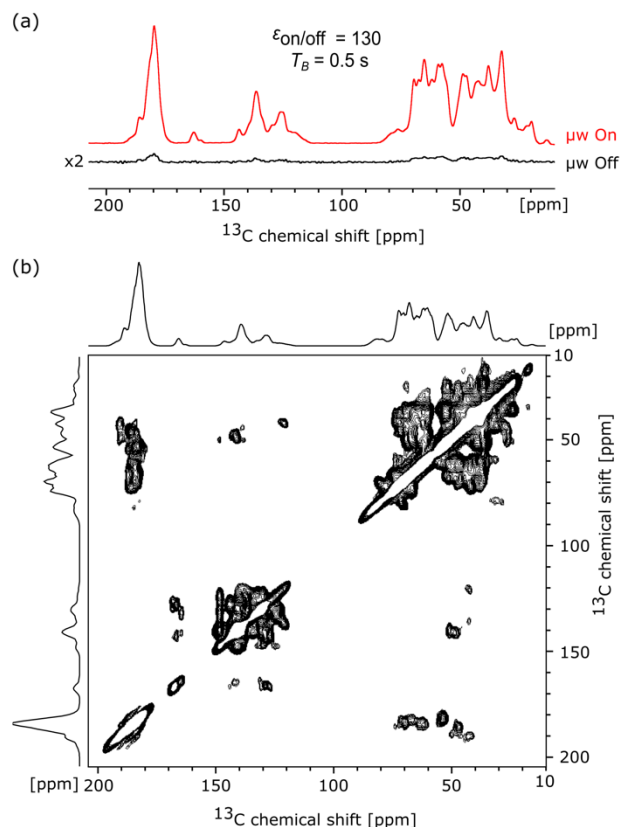 (a)
εon/off = 130
TB = 0.5 s
µw On
x2
µw Off
200 150 100 50 [ppm]
13C chemical shift [ppm]
(b)
[ppm]
10
50
100
150
200
13C chemical shift [ppm]
[ppm] 200 150 100 50 10
13C chemical shift [ppm]